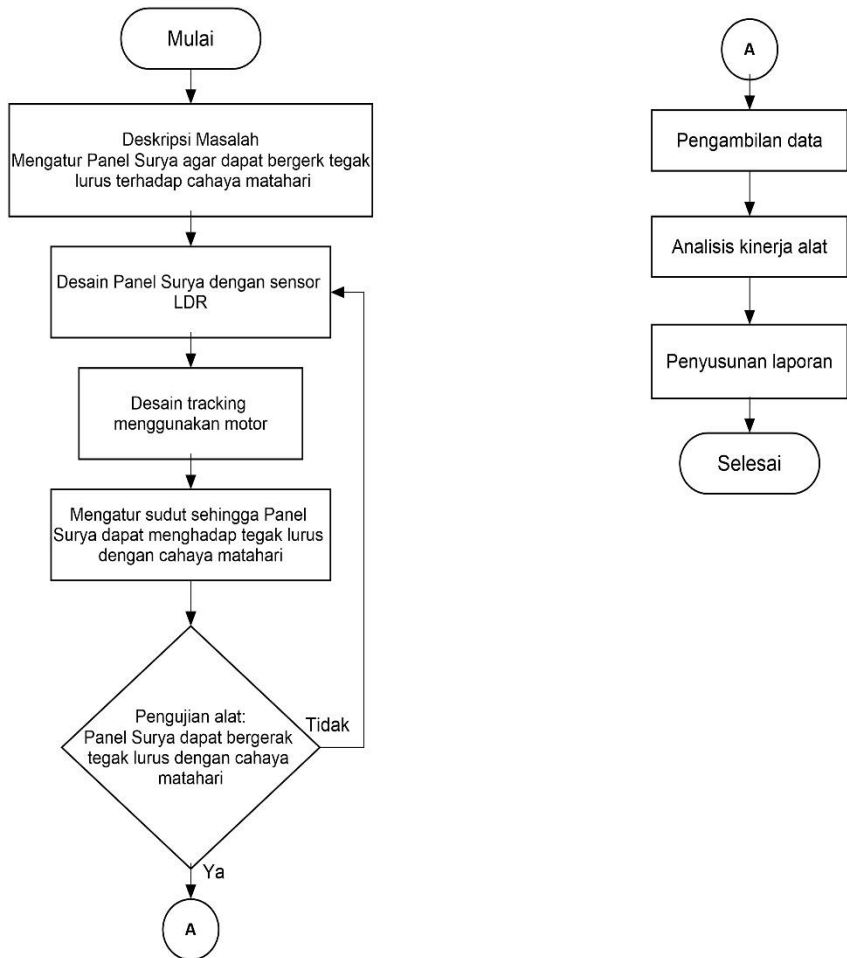 Mulai
Deskripsi Masalah
Mengatur Panel Surya agar dapat bergerk tegak
lurus terhadap cahaya matahari
Desain Panel Surya dengan sensor
LDR
Desain tracking
menggunakan motor
Mengatur sudut sehingga Panel
Surya dapat menghadap tegak lurus
dengan cahaya matahari
Pengujian alat:
Panel Surya dapat bergerak
tegak lurus dengan cahaya
matahari
Tidak
Ya
A
A
Pengambilan data
Analisis kinerja alat
Penyusunan laporan
Selesai